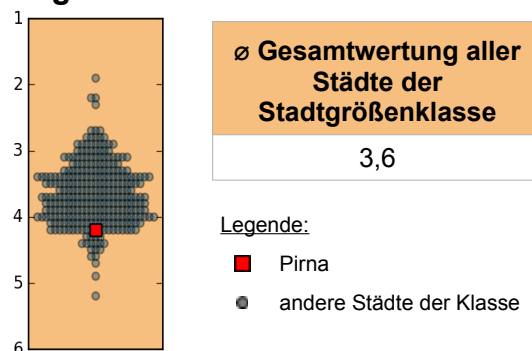 1
2
3
4
5
6
⌀ Gesamtwertung aller
Städte der
Stadtgrößenklasse
3,6
Legende:
Pirna
andere Städte der Klasse